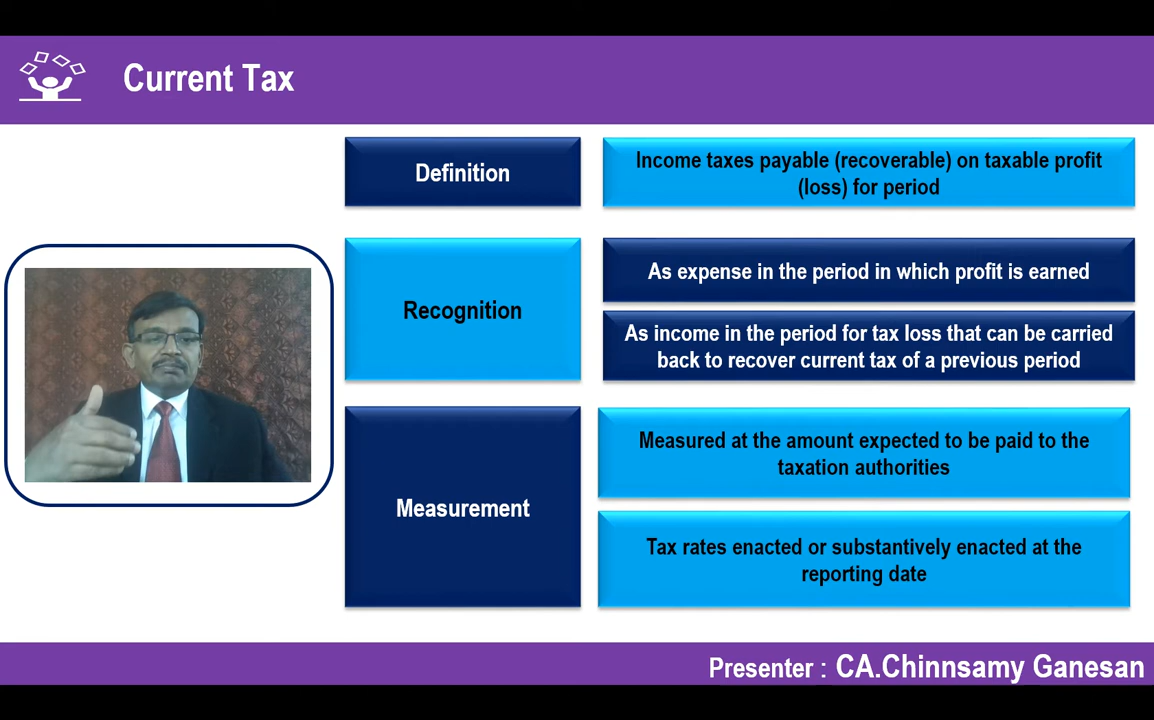 Current Tax
Definition
Income taxes payable (recoverable) on taxable profit
(loss) for period
Recognition
As expense in the period in which profit is earned
As income in the period for tax loss that can be carried
back to recover current tax of a previous period
Measurement
Measured at the amount expected to be paid to the
taxation authorities
Tax rates enacted or substantively enacted at the
reporting date
Presenter : CA.Chinnsamy Ganesan